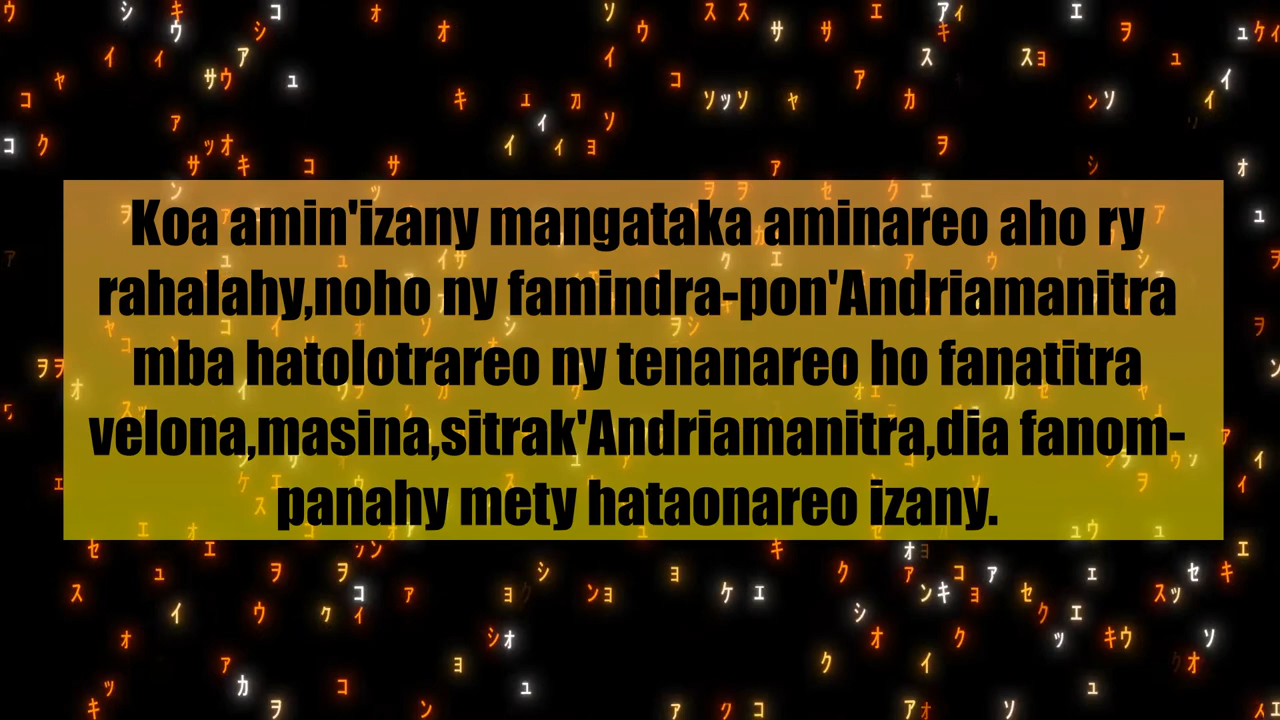 Koa amin'izany mangataka aminareo aho ry
rahalahy,noho ny famindra-pon'Andriamanitra
mba hatolotrareo ny tenanareo ho fanatitra
velona,masina,sitrak'Andriamanitra,dia fanom-
panahy mety hataonareo izany.